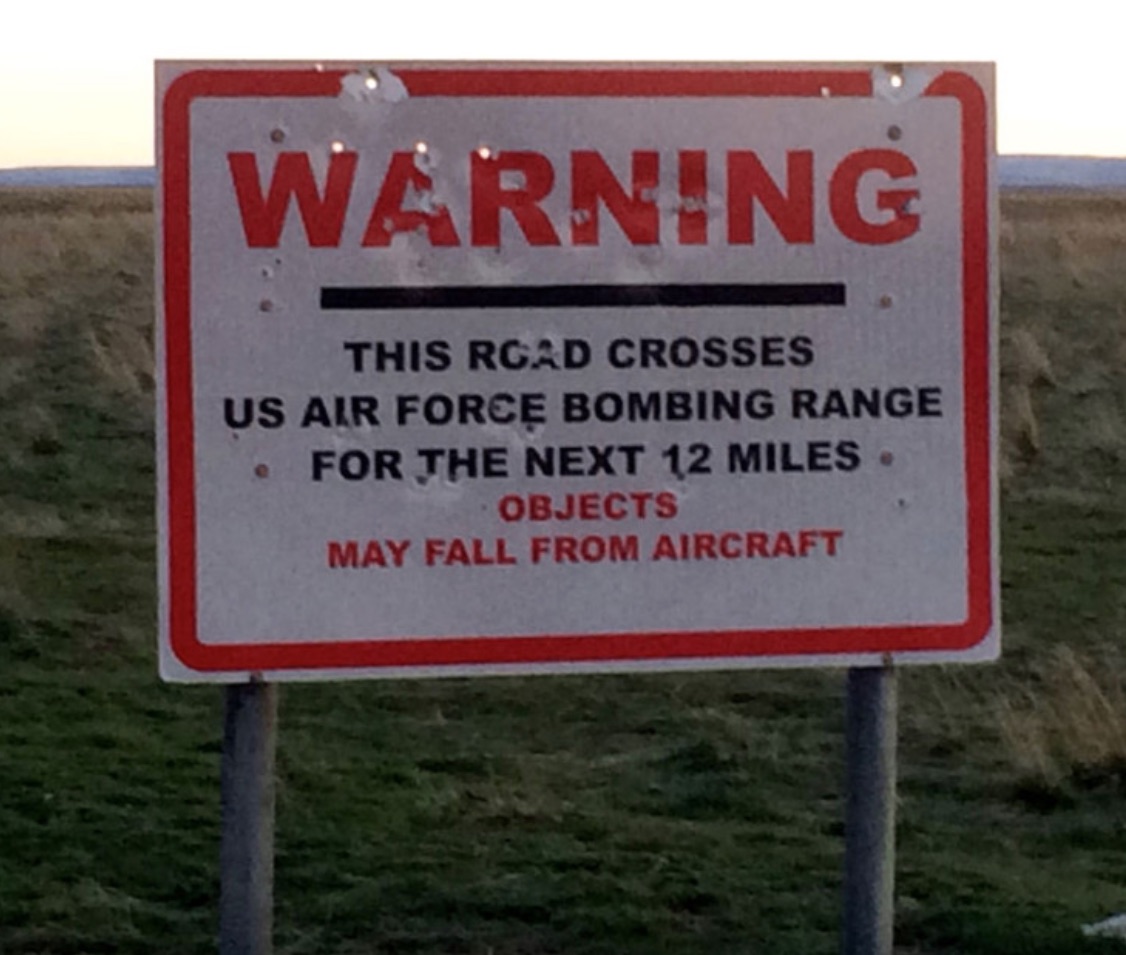 WARNING
THIS ROAD CROSSES
US AIR FORCE BOMBING RANGE
FOR THE NEXT 12 MILES
OBJECTS
MAY FALL FROM AIRCRAFT